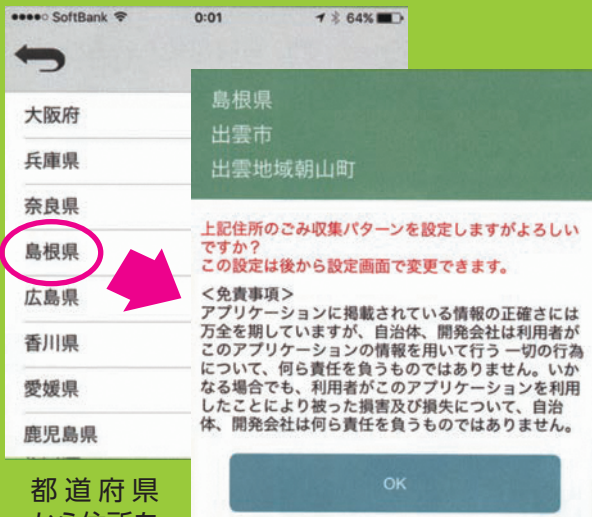 SoftBank 0:01 64%
大阪府
兵庫県
奈良県
島根県
広島県
香川県
愛媛県
鹿児島県
都道府県
から住所を
島根県
出雲市
出雲地域朝山町
上記住所のごみ収集パターンを設定しますがよろしい
ですか？
この設定は後から設定画面で変更できます。
＜免責事項＞
アプリケーションに掲載されている情報の正確さには
万全を期していますが、自治体、開発会社は利用者が
このアプリケーションの情報を用いて行う一切の行為
について、何ら責任を負うものではありません。いか
なる場合でも、利用者がこのアプリケーションを利用
したことにより被った損害及び損失について、自治
体、開発会社は何ら責任を負うものではありません。
OK